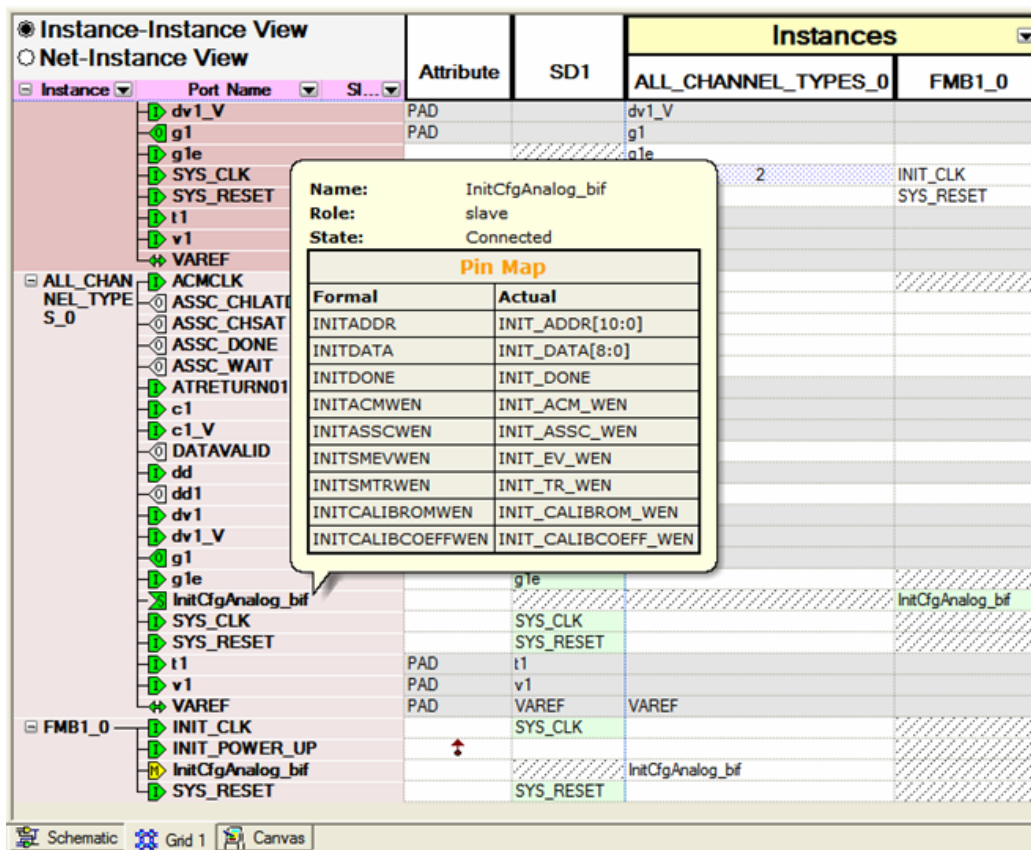 Instance-Instance View
Net-Instance View
Instance Port Name Sl... Attribute SD1 Instances
ALL_CHANNEL_TYPES_0 FMB1_0
dv1_V PAD dv1_V
g1 PAD g1
g1e g1e
SYS_CLK 2 INIT_CLK
SYS_RESET SYS_RESET
t1
v1
VAREF
ALL_CHAN
NEL_TYPE
S_0
ACMCLK
ASSC_CHLATD
ASSC_CHSAT
ASSC_DONE
ASSC_WAIT
ATRETURN01
c1
c1_V
DATAVALID
dd
dd1
dv1
dv1_V
g1
g1e g1e
InitCfgAnalog_bif InitCfgAnalog_bif
SYS_CLK SYS_CLK
SYS_RESET SYS_RESET
t1 PAD t1
v1 PAD v1
VAREF PAD VAREF VAREF
FMB1_0 INIT_CLK SYS_CLK
INIT_POWER_UP
InitCfgAnalog_bif InitCfgAnalog_bif
SYS_RESET SYS_RESET
Name: InitCfgAnalog_bif
Role: slave
State: Connected
Pin Map
Formal Actual
INITADDR INIT_ADDR[10:0]
INITDATA INIT_DATA[8:0]
INITDONE INIT_DONE
INITACMWEN INIT_ACM_WEN
INITASSCWEN INIT_ASSC_WEN
INITSMEVWEN INIT_EV_WEN
INITSMTRWEN INIT_TR_WEN
INITCALIBROMWEN INIT_CALIBROM_WEN
INITCALIBCOEFFWEN INIT_CALIBCOEFF_WEN
Schematic Grid 1 Canvas